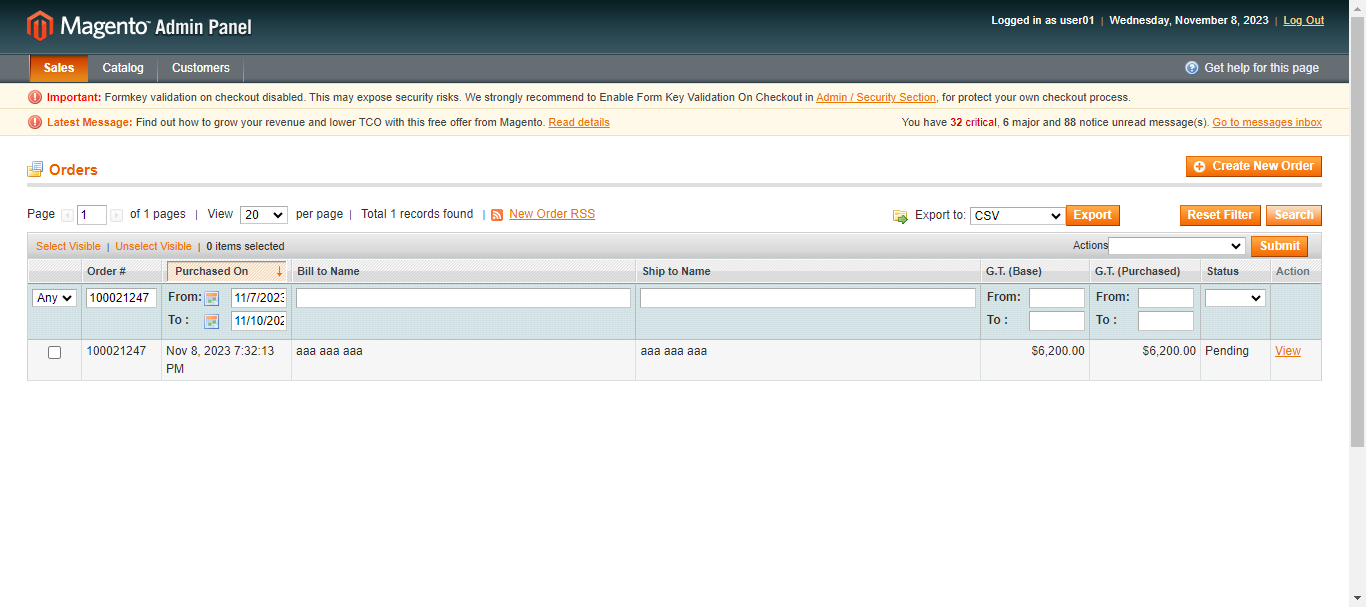 Magento™ Admin Panel
Logged in as user01 | Wednesday, November 8, 2023 | Log Out
Sales Catalog Customers
Get help for this page
Important: Formkey validation on checkout disabled. This may expose security risks. We strongly recommend to Enable Form Key Validation On Checkout in Admin / Security Section, for protect your own checkout process.
Latest Message: Find out how to grow your revenue and lower TCO with this free offer from Magento. Read details
You have 32 critical, 6 major and 88 notice unread message(s). Go to messages inbox
Orders
Create New Order
Page 1 of 1 pages | View 20 per page | Total 1 records found | New Order RSS
Export to: CSV Export
Reset Filter Search
Select Visible | Unselect Visible | 0 items selected
Actions Submit
Order # Purchased On Bill to Name Ship to Name G.T. (Base) G.T. (Purchased) Status Action
Any 100021247 From: 11/7/2023 From: From:
To : 11/10/202 To : To :
100021247 Nov 8, 2023 7:32:13 aaa aaa aaa aaa aaa aaa $6,200.00 $6,200.00 Pending View
PM